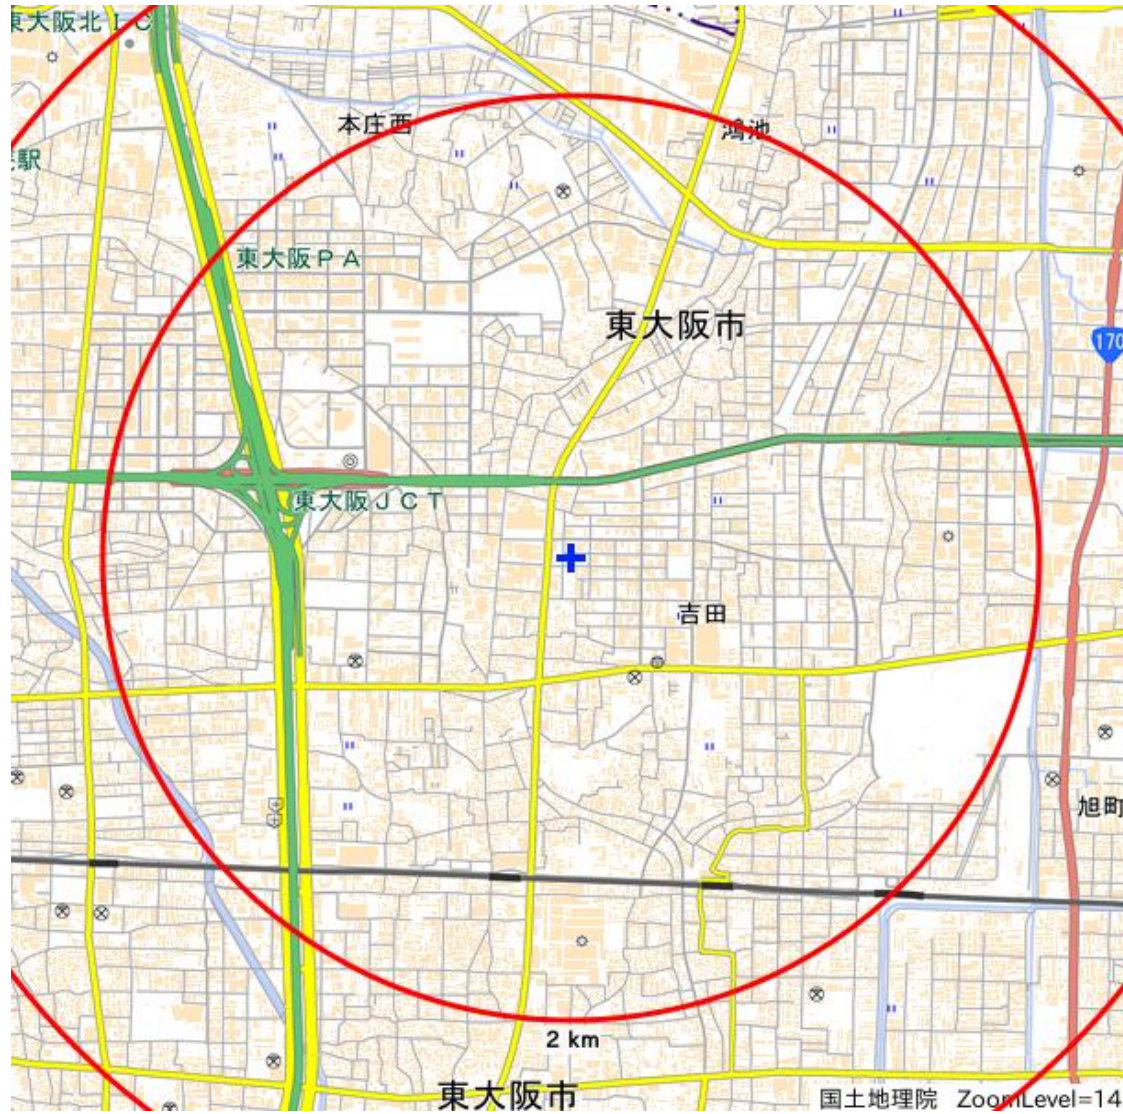 東大阪北IC
本庄西
鴻池
駅
東大阪PA
東大阪市
170
東大阪JCT
吉田
旭町
2 km
東大阪市
国土地理院 ZoomLevel=14